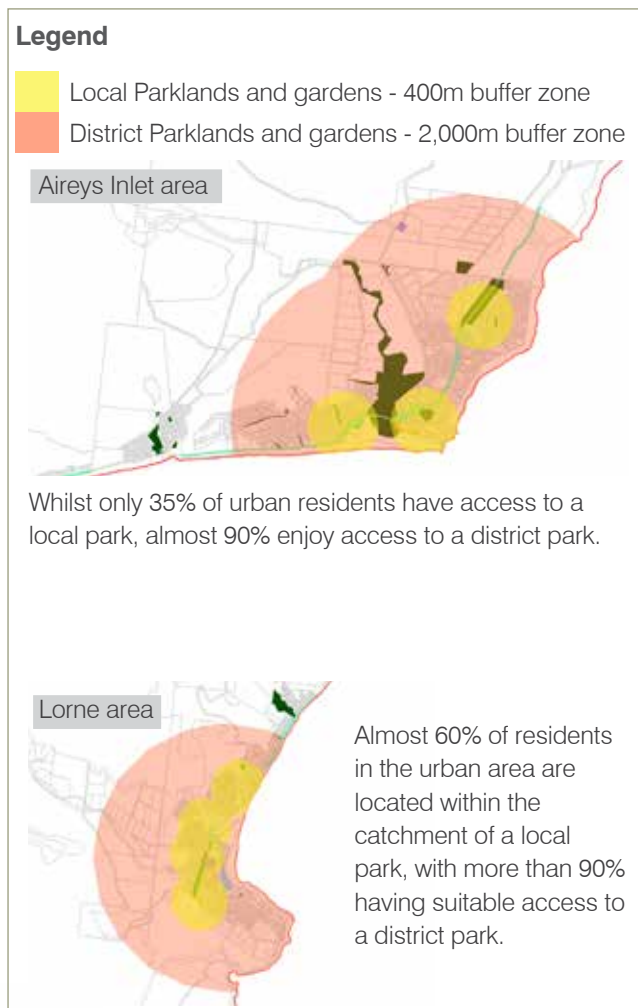 Legend
Local Parklands and gardens - 400m buffer zone
District Parklands and gardens - 2,000m buffer zone
Aireys Inlet area
Whilst only 35% of urban residents have access to a
local park, almost 90% enjoy access to a district park.
Lorne area
Almost 60% of residents
in the urban area are
located within the
catchment of a local
park, with more than 90%
having suitable access to
a district park.